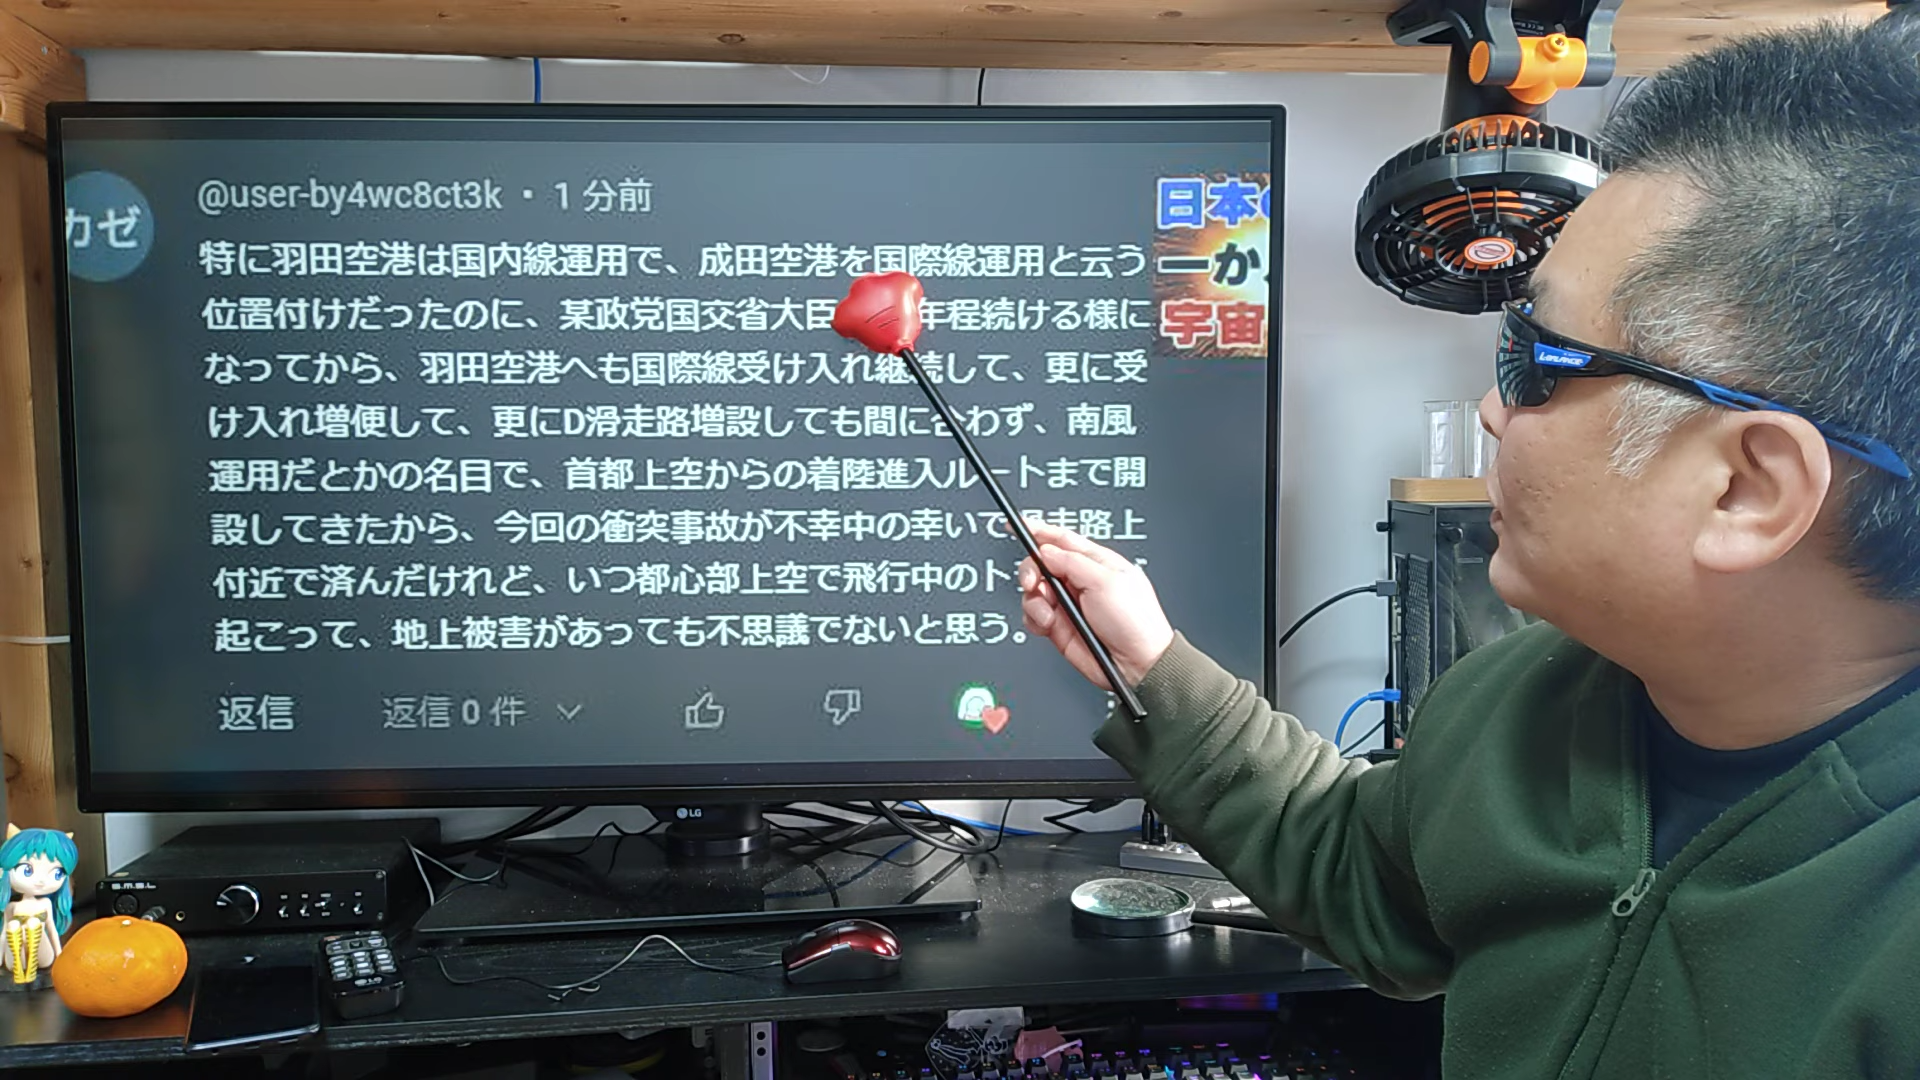 カゼ
@user-by4wc8ct3k・1 分前
特に羽田空港は国内線運用で、成田空港を国際線運用と云う
位置付けだったのに、某政党国交省大臣 年程続ける様に
なってから、羽田空港へも国際線受け入れ継続して、更に受
け入れ増便して、更にD滑走路増設しても間に合わず、南風
運用だとかの名目で、首都上空からの着陸進入ルートまで開
設してきたから、今回の衝突事故が不幸中の幸いで滑走路上
付近で済んだけれど、いつ都心部上空で飛行中のト
起こって、地上被害があっても不思議でないと思う。
返信 返信 0 件
日本
一か
宇宙
LG
S.M.S.L
LG